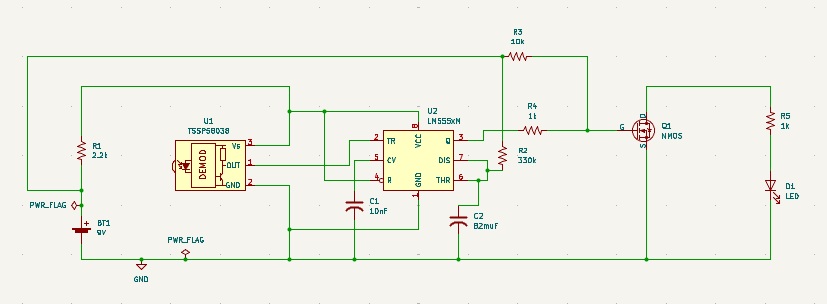 R3
10k
U2
LM555xM
U1
TSSP58038
R4
1k
G
D
S
Q1
NMOS
R5
1k
R1
2.2k
DEMOD
Vs
3
OUT
1
GND
2
2
TR
5
CV
4
R
8
VCC
GND
1
Q
3
DIS
7
THR
6
R2
330k
D1
LED
PWR_FLAG
C1
10nF
C2
82muF
+
BT1
9V
PWR_FLAG
GND